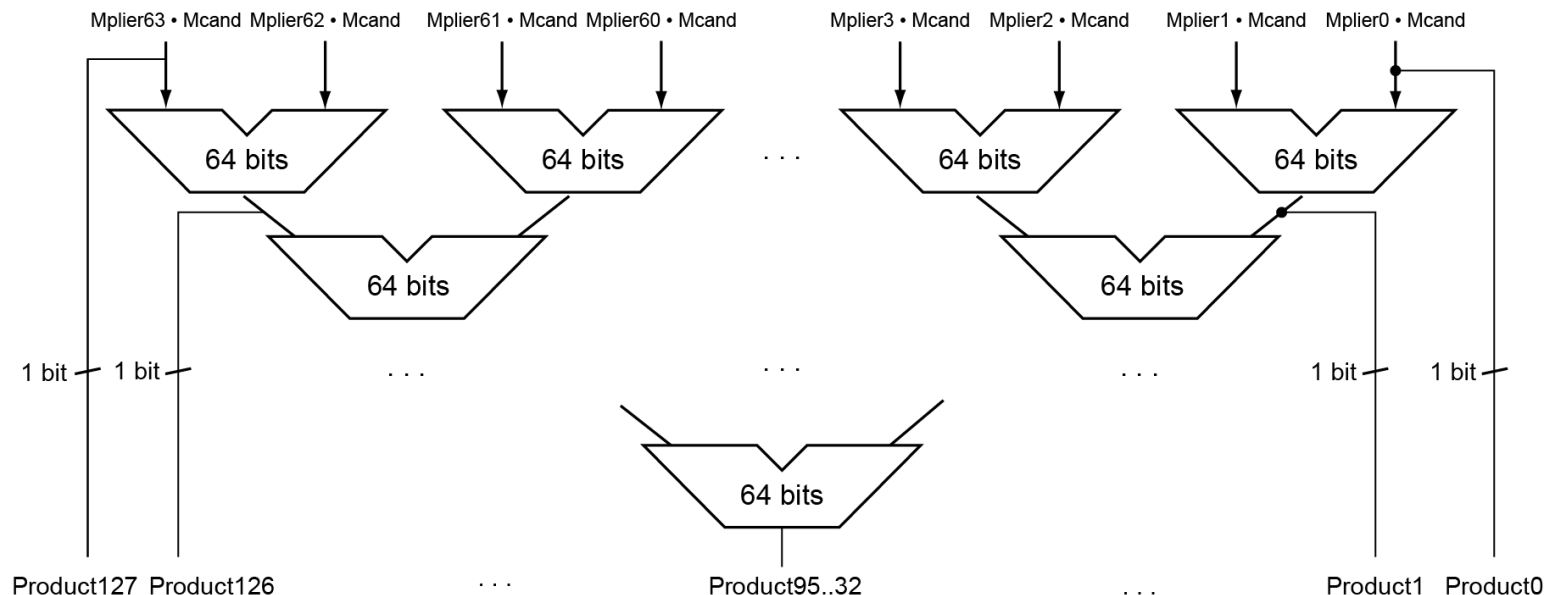 Mplier63 • Mcand Mplier62 • Mcand Mplier61 • Mcand Mplier60 • Mcand Mplier3 • Mcand Mplier2 • Mcand Mplier1 • Mcand Mplier0 • Mcand
64 bits 64 bits . . . 64 bits 64 bits
64 bits 64 bits
1 bit 1 bit . . . . . . . . . 1 bit 1 bit
64 bits
Product127 Product126 . . . Product95..32 . . . Product1 Product0